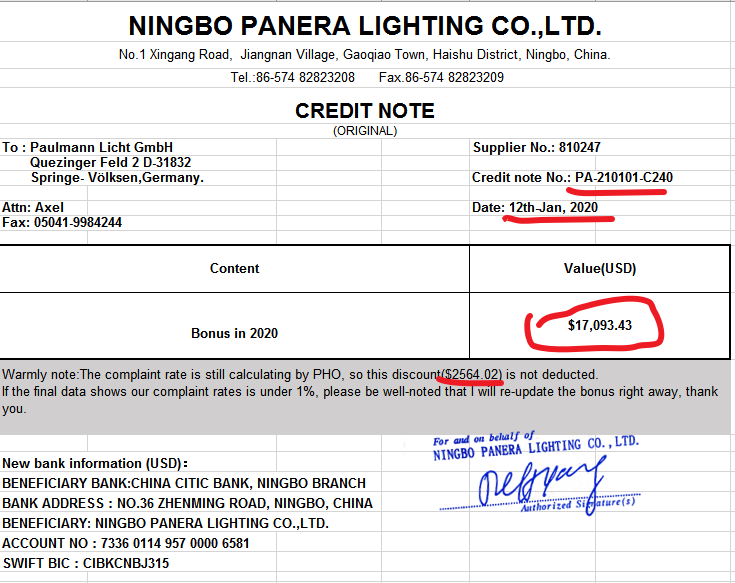 NINGBO PANERA LIGHTING CO.,LTD.
No.1 Xingang Road, Jiangnan Village, Gaoqiao Town, Haishu District, Ningbo, China.
Tel.:86-574 82823208 Fax.86-574 82823209
CREDIT NOTE
(ORIGINAL)
To : Paulmann Licht GmbH Supplier No.: 810247
Quezinger Feld 2 D-31832
Springe- Völksen,Germany. Credit note No.: PA-210101-C240
Attn: Axel Date: 12th-Jan, 2020
Fax: 05041-9984244
Content Value(USD)
Bonus in 2020 $17,093.43
Warmly note:The complaint rate is still calculating by PHO, so this discount($2564.02) is not deducted.
If the final data shows our complaint rates is under 1%, please be well-noted that I will re-update the bonus right away, thank
you.
For and on behalf of
NINGBO PANERA LIGHTING CO.,LTD.
Authorized Signature(s)
New bank information (USD):
BENEFICIARY BANK:CHINA CITIC BANK, NINGBO BRANCH
BANK ADDRESS : NO.36 ZHENMING ROAD, NINGBO, CHINA
BENEFICIARY: NINGBO PANERA LIGHTING CO.,LTD.
ACCOUNT NO : 7336 0114 957 0000 6581
SWIFT BIC : CIBKCNBJ315